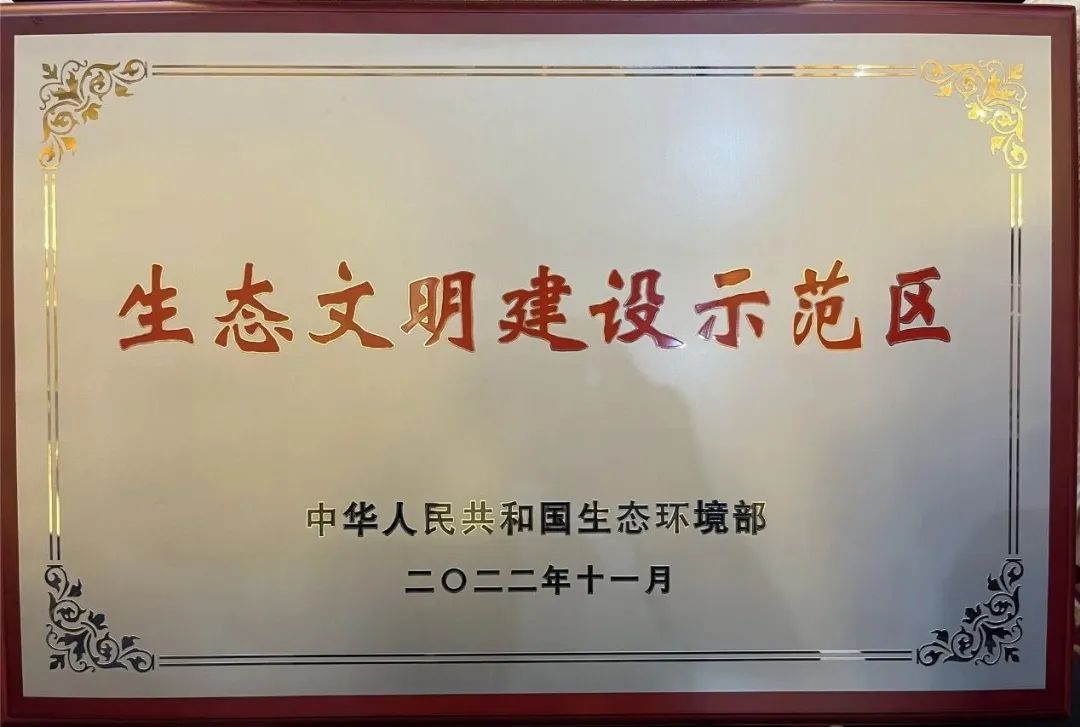 生态文明建设示范区
中华人民共和国生态环境部
二〇二二年十一月